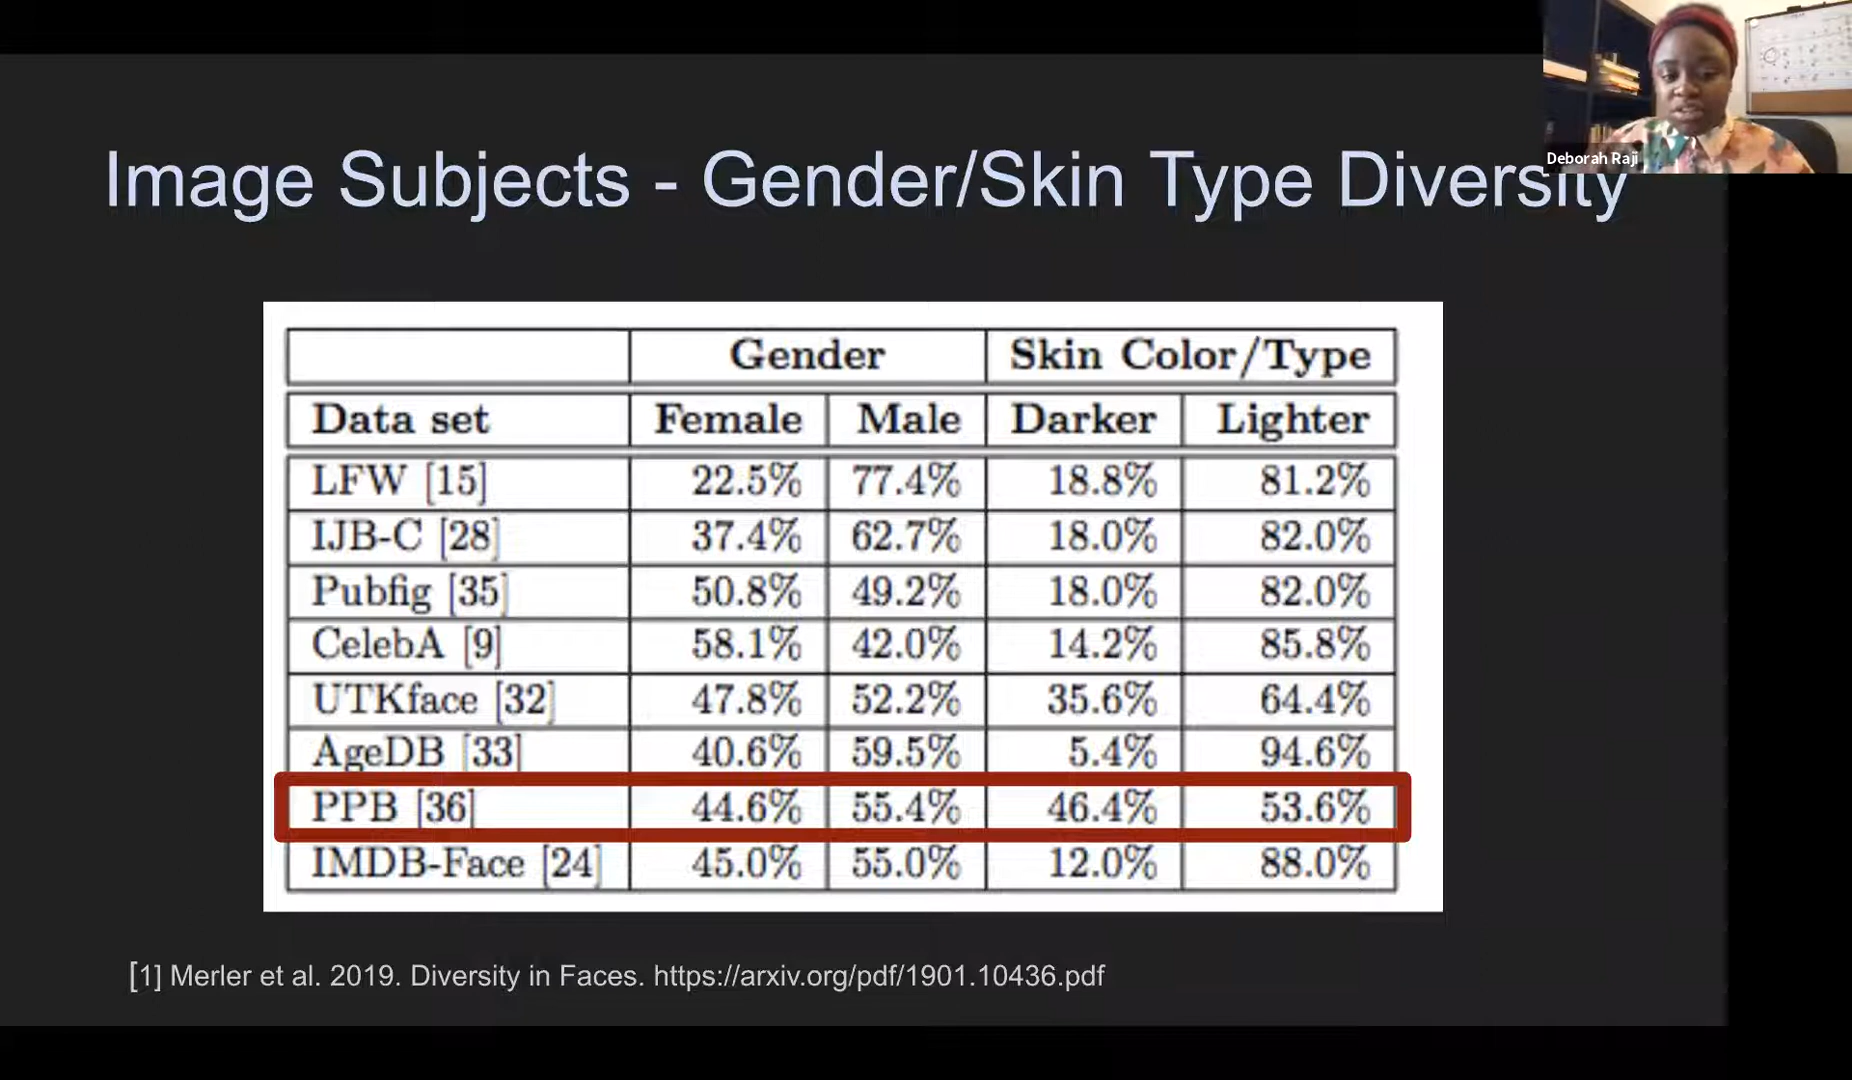 Deborah Raji
Image Subjects - Gender/Skin Type Diversity
Gender Skin Color/Type
Data set Female Male Darker Lighter
LFW [15] 22.5% 77.4% 18.8% 81.2%
IJB-C [28] 37.4% 62.7% 18.0% 82.0%
Pubfig [35] 50.8% 49.2% 18.0% 82.0%
CelebA [9] 58.1% 42.0% 14.2% 85.8%
UTKface [32] 47.8% 52.2% 35.6% 64.4%
AgeDB [33] 40.6% 59.5% 5.4% 94.6%
PPB [36] 44.6% 55.4% 46.4% 53.6%
IMDB-Face [24] 45.0% 55.0% 12.0% 88.0%
[1] Merler et al. 2019. Diversity in Faces. https://arxiv.org/pdf/1901.10436.pdf